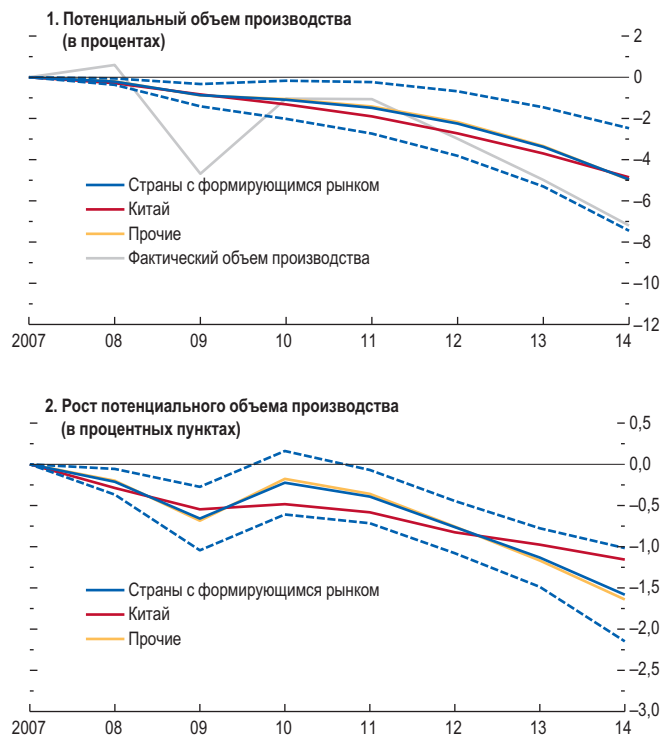 1. Потенциальный объем производства
(в процентах)
2
0
–2
–4
–6
–8
–10
–12
Страны с формирующимся рынком
Китай
Прочие
Фактический объем производства
2007 08 09 10 11 12 13 14
2. Рост потенциального объема производства
(в процентных пунктах)
0,5
0,0
–0,5
–1,0
–1,5
–2,0
–2,5
–3,0
Страны с формирующимся рынком
Китай
Прочие
2007 08 09 10 11 12 13 14